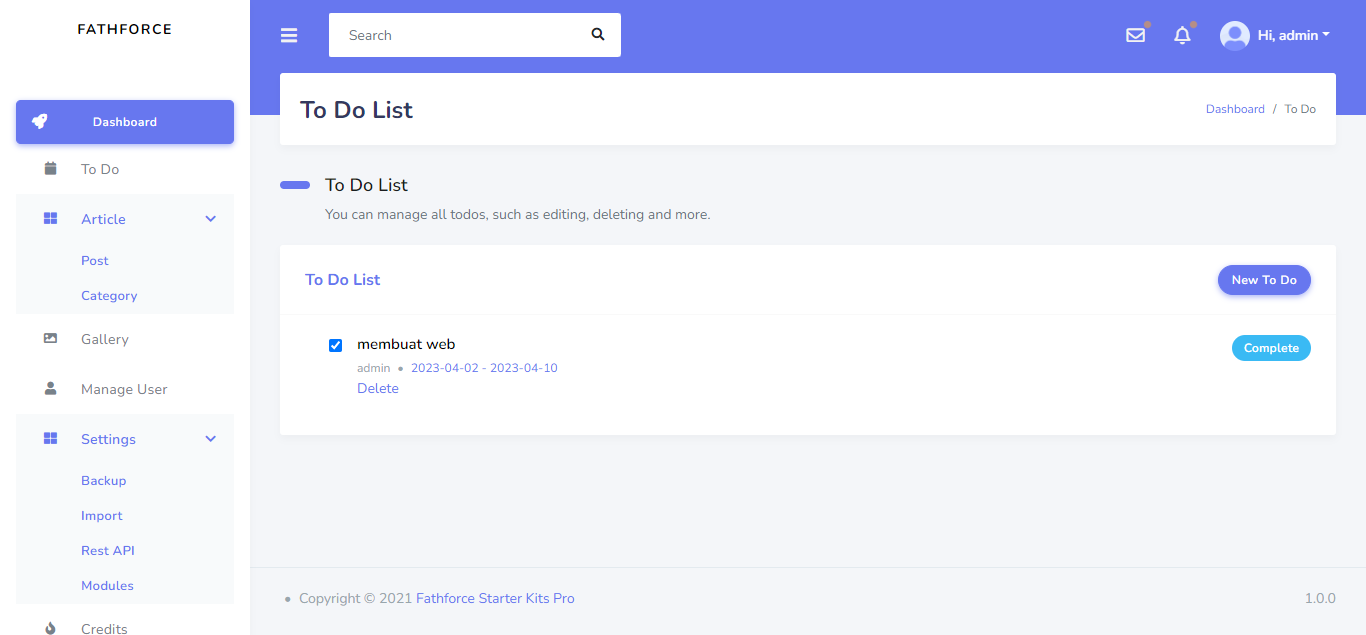 FATHFORCE
Search
Hi, admin
Dashboard
To Do
Article
Post
Category
Gallery
Manage User
Settings
Backup
Import
Rest API
Modules
Credits
To Do List
Dashboard / To Do
To Do List
You can manage all todos, such as editing, deleting and more.
To Do List
New To Do
membuat web
Complete
admin • 2023-04-02 - 2023-04-10
Delete
• Copyright © 2021 Fathforce Starter Kits Pro
1.0.0